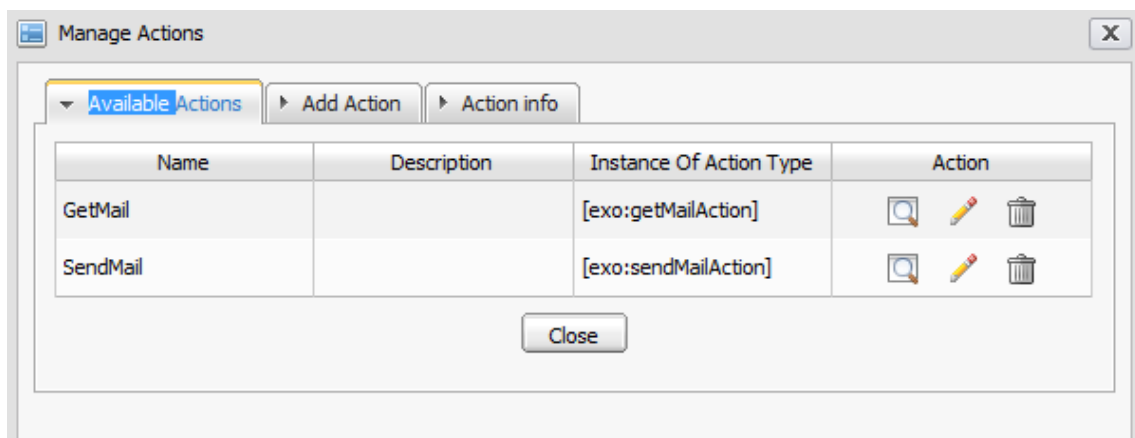 Manage Actions
Available Actions Add Action Action info
Name Description Instance Of Action Type Action
GetMail [exo:getMailAction]
SendMail [exo:sendMailAction]
Close